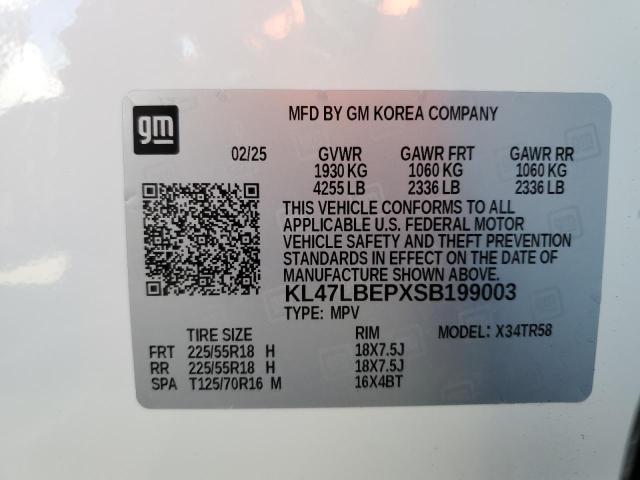 gm
MFD BY GM KOREA COMPANY
02/25 GVWR GAWR FRT GAWR RR
1930 KG 1060 KG 1060 KG
4255 LB 2336 LB 2336 LB
THIS VEHICLE CONFORMS TO ALL
APPLICABLE U.S. FEDERAL MOTOR
VEHICLE SAFETY AND THEFT PREVENTION
STANDARDS IN EFFECT ON THE DATE OF
MANUFACTURE SHOWN ABOVE.
KL47LBEPXSB199003
TYPE: MPV
TIRE SIZE RIM MODEL: X34TR58
FRT 225/55R18 H 18X7.5J
RR 225/55R18 H 18X7.5J
SPA T125/70R16 M 16X4BT